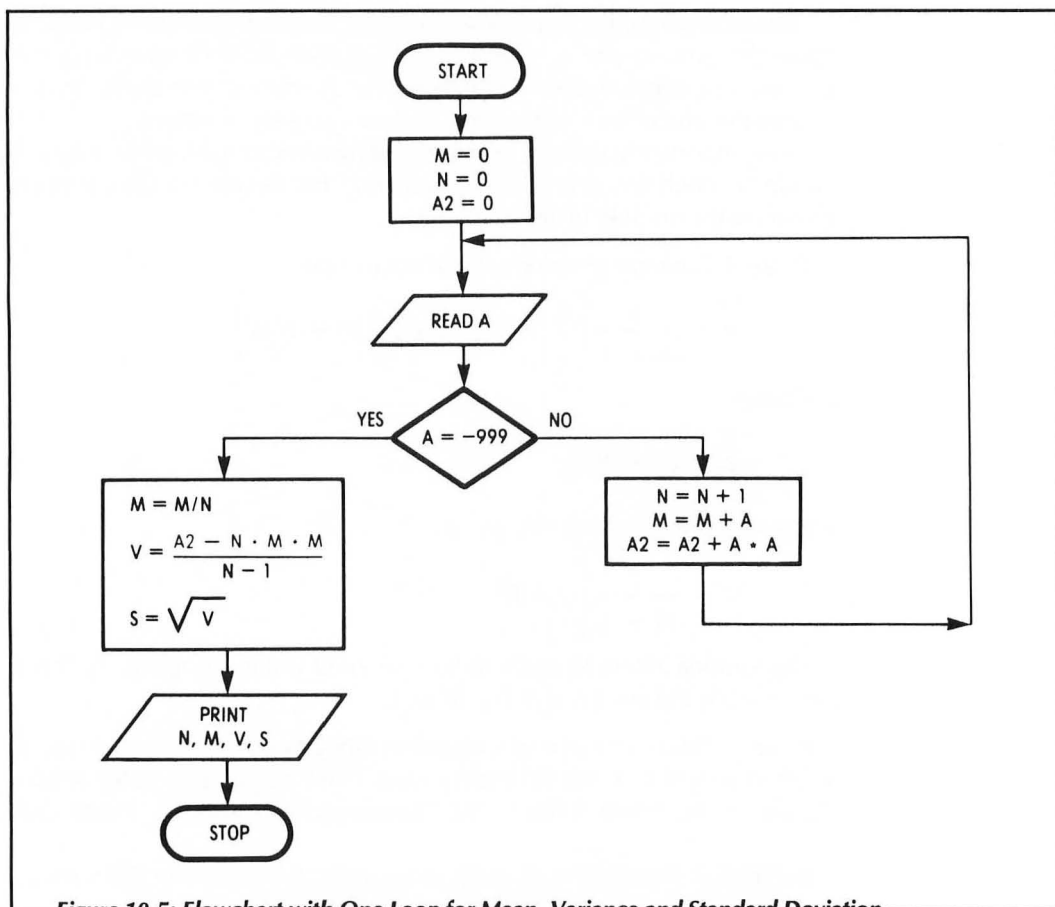 START
M = 0
N = 0
A2 = 0
READ A
YES
A = −999
NO
M = M/N
V = A2 − N · M · M
N − 1
S = √V
N = N + 1
M = M + A
A2 = A2 + A * A
PRINT
N, M, V, S
STOP
Figure 10-5: Flowchart with One Loop for Mean, Variance and Standard Deviation